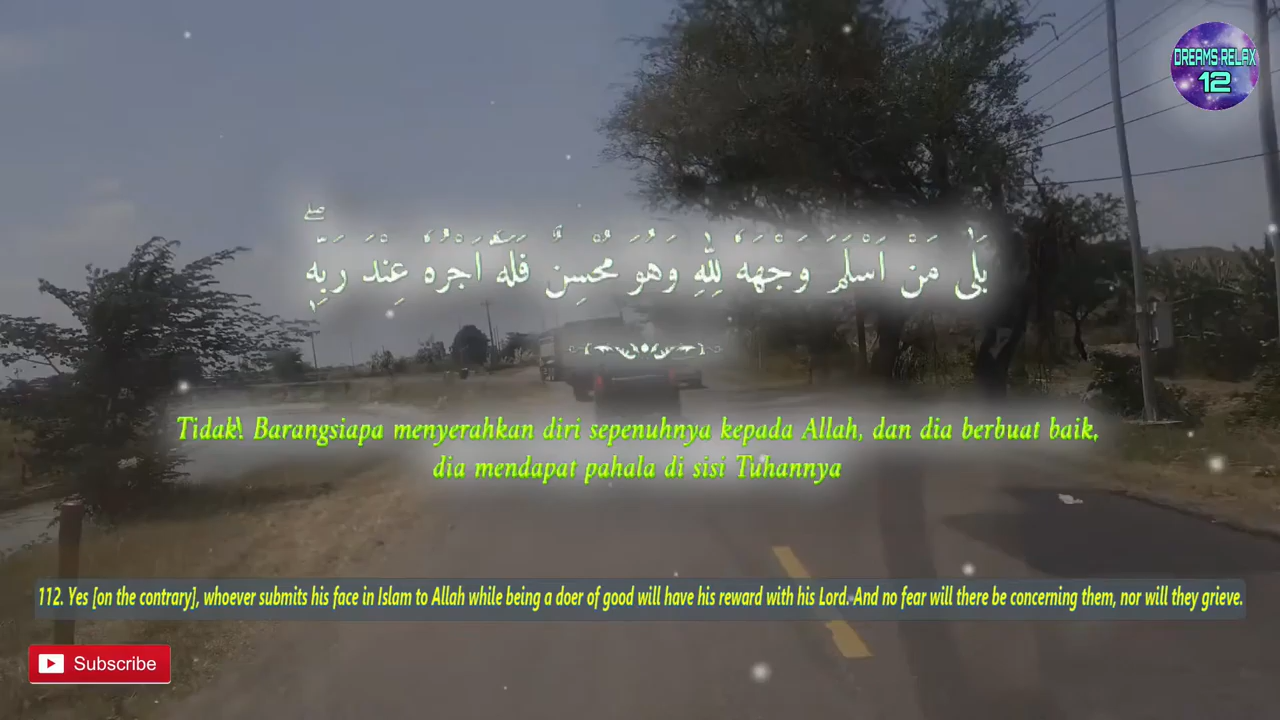 DREAMS RELAX
12
بَلٰى مَنْ اَسْلَمَ وَجْهَهٗ لِلّٰهِ وَهُوَ مُحْسِنٌ فَلَهٗٓ اَجْرُهٗ عِنْدَ رَبِّهٖۖ
Tidak! Barangsiapa menyerahkan diri sepenuhnya kepada Allah, dan dia berbuat baik,
dia mendapat pahala di sisi Tuhannya
112. Yes [on the contrary], whoever submits his face in Islam to Allah while being a doer of good will have his reward with his Lord. And no fear will there be concerning them, nor will they grieve.
Subscribe